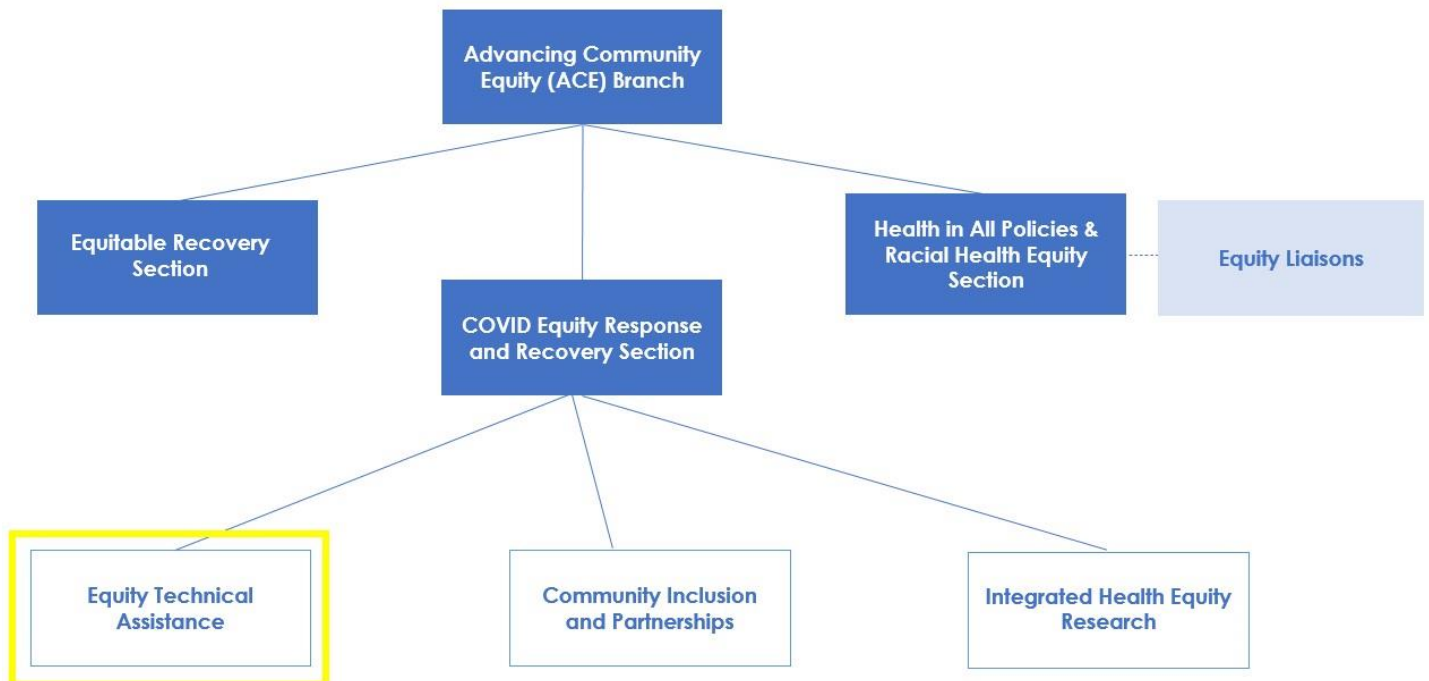 Advancing Community
Equity (ACE) Branch
Equitable Recovery
Section
Health in All Policies &
Racial Health Equity
Section
Equity Liaisons
COVID Equity Response
and Recovery Section
Equity Technical
Assistance
Community Inclusion
and Partnerships
Integrated Health Equity
Research